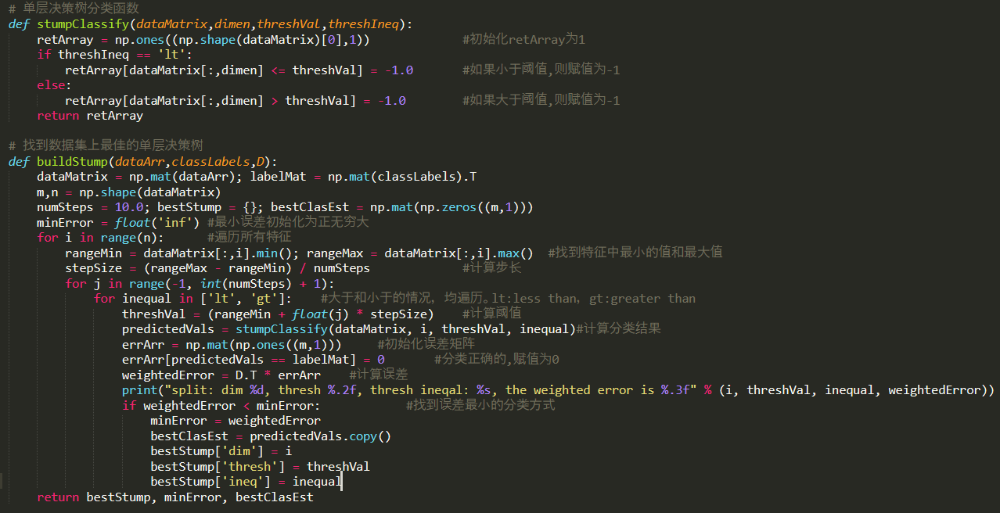 # 单层决策树分类函数
def stumpClassify(dataMatrix,dimen,threshVal,threshIneq):
    retArray = np.ones((np.shape(dataMatrix)[0],1))             #初始化retArray为1
    if threshIneq == 'lt':
        retArray[dataMatrix[:,dimen] <= threshVal] = -1.0       #如果小于阈值,则赋值为-1
    else:
        retArray[dataMatrix[:,dimen] > threshVal] = -1.0        #如果大于阈值,则赋值为-1
    return retArray
# 找到数据集上最佳的单层决策树
def buildStump(dataArr,classLabels,D):
    dataMatrix = np.mat(dataArr); labelMat = np.mat(classLabels).T
    m,n = np.shape(dataMatrix)
    numSteps = 10.0; bestStump = {}; bestClasEst = np.mat(np.zeros((m,1)))
    minError = float('inf') #最小误差初始化为正无穷大
    for i in range(n):      #遍历所有特征
        rangeMin = dataMatrix[:,i].min(); rangeMax = dataMatrix[:,i].max()  #找到特征中最小的值和最大值
        stepSize = (rangeMax - rangeMin) / numSteps             #计算步长
        for j in range(-1, int(numSteps) + 1):
            for inequal in ['lt', 'gt']:    #大于和小于的情况，均遍历。lt:less than，gt:greater than
                threshVal = (rangeMin + float(j) * stepSize)    #计算阈值
                predictedVals = stumpClassify(dataMatrix, i, threshVal, inequal)#计算分类结果
                errArr = np.mat(np.ones((m,1)))     #初始化误差矩阵
                errArr[predictedVals == labelMat] = 0       #分类正确的,赋值为0
                weightedError = D.T * errArr    #计算误差
                print("split: dim %d, thresh %.2f, thresh ineqal: %s, the weighted error is %.3f" % (i, threshVal, inequal, weightedError))
                if weightedError < minError:            #找到误差最小的分类方式
                    minError = weightedError
                    bestClasEst = predictedVals.copy()
                    bestStump['dim'] = i
                    bestStump['thresh'] = threshVal
                    bestStump['ineq'] = inequal
    return bestStump, minError, bestClasEst